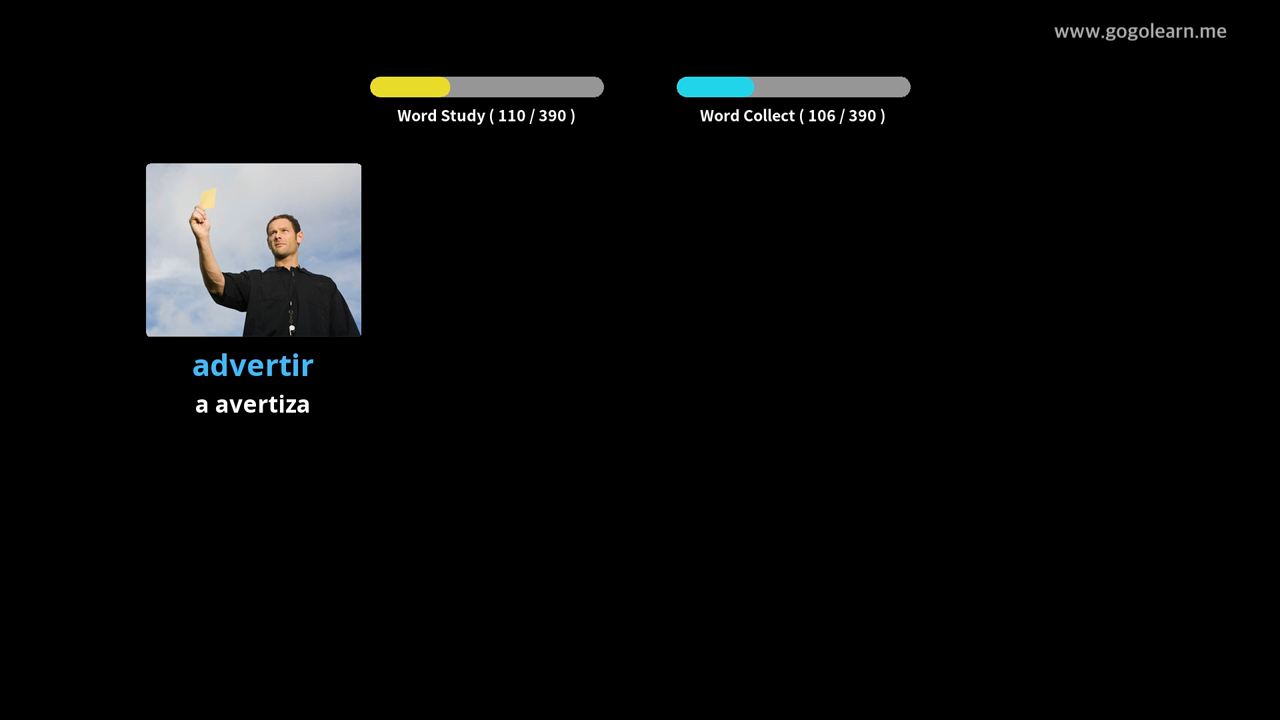 www.gogolearn.me
Word Study ( 110 / 390 )
Word Collect ( 106 / 390 )
advertir
a avertiza